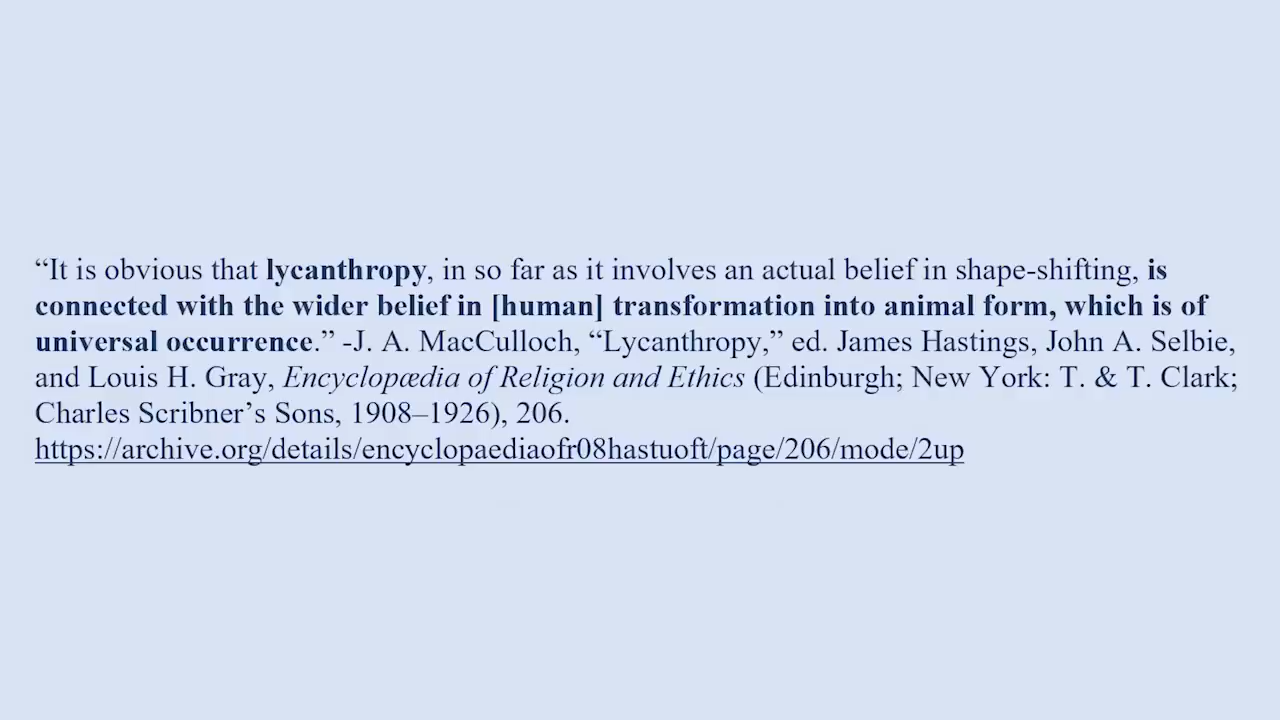 “It is obvious that lycanthropy, in so far as it involves an actual belief in shape-shifting, is
connected with the wider belief in [human] transformation into animal form, which is of
universal occurrence.” -J. A. MacCulloch, “Lycanthropy,” ed. James Hastings, John A. Selbie,
and Louis H. Gray, Encyclopædia of Religion and Ethics (Edinburgh; New York: T. & T. Clark;
Charles Scribner’s Sons, 1908–1926), 206.
https://archive.org/details/encyclopaediaofr08hastuoft/page/206/mode/2up